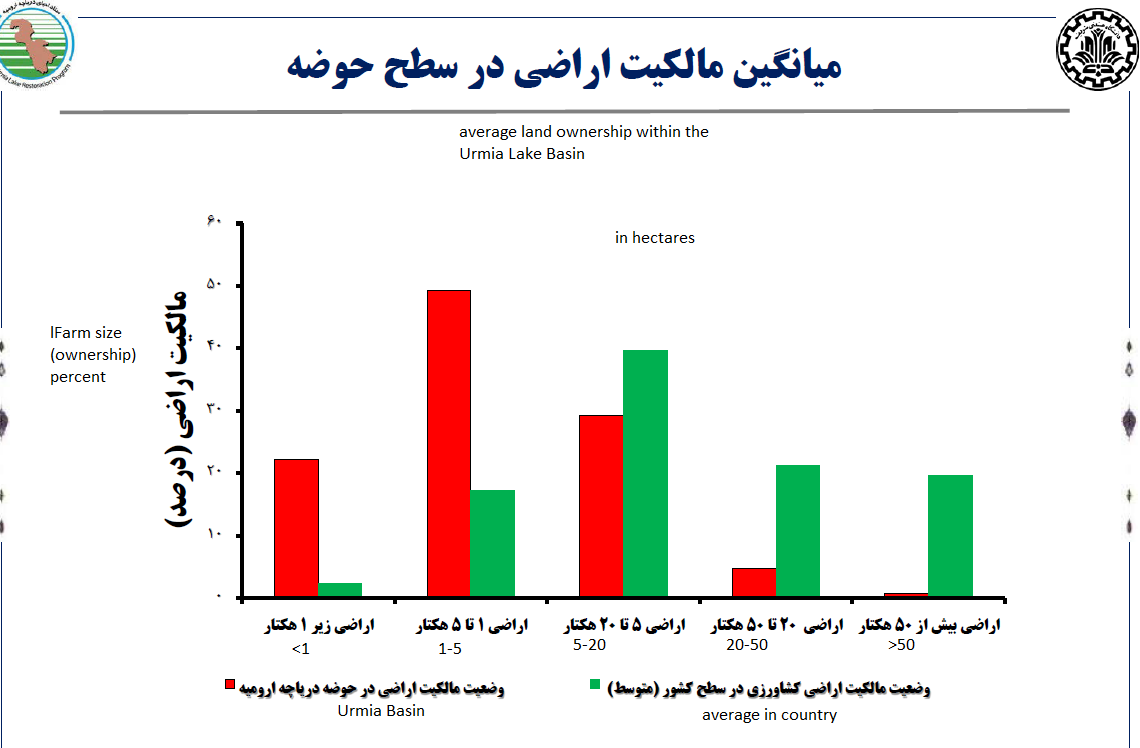 Urmia Lake Restoration Program
میانگین مالکیت اراضی در سطح حوضه
average land ownership within the
Urmia Lake Basin
in hectares
۶۰
۵۰
۴۰
۳۰
۲۰
۱۰
۰
مالکیت اراضی (درصد)
lFarm size
(ownership)
percent
اراضی زیر ۱ هکتار
اراضی ۱ تا ۵ هکتار
اراضی ۵ تا ۲۰ هکتار
اراضی ۲۰ تا ۵۰ هکتار
اراضی بیش از ۵۰ هکتار
<1
1-5
5-20
20-50
>50
وضعیت مالکیت اراضی در حوضه دریاچه ارومیه
وضعیت مالکیت اراضی کشاورزی در سطح کشور (متوسط)
Urmia Basin
average in country